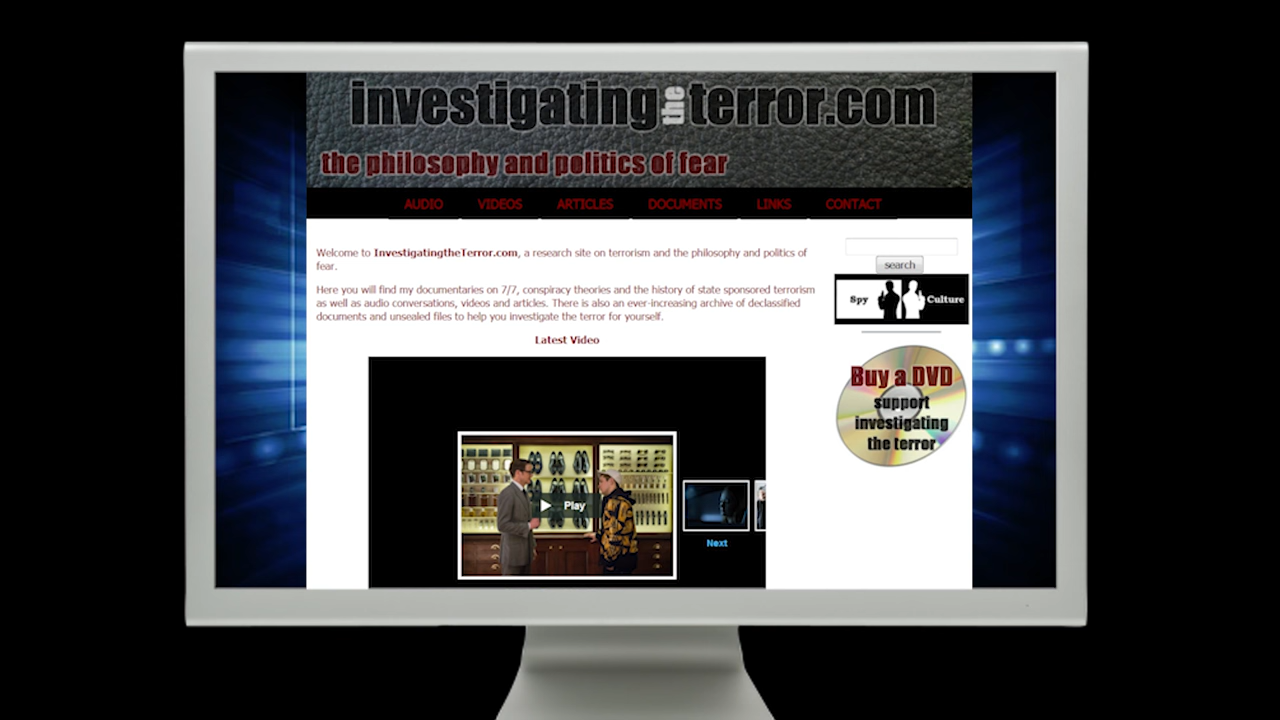 investigating the terror.com
the philosophy and politics of fear
AUDIO VIDEOS ARTICLES DOCUMENTS LINKS CONTACT
Welcome to InvestigatingtheTerror.com, a research site on terrorism and the philosophy and politics of
fear.
Here you will find my documentaries on 7/7, conspiracy theories and the history of state sponsored terrorism
as well as audio conversations, videos and articles. There is also an ever-increasing archive of declassified
documents and unsealed files to help you investigate the terror for yourself.
Latest Video
Play
Next
search
Spy Culture
Buy a DVD
support
investigating
the terror